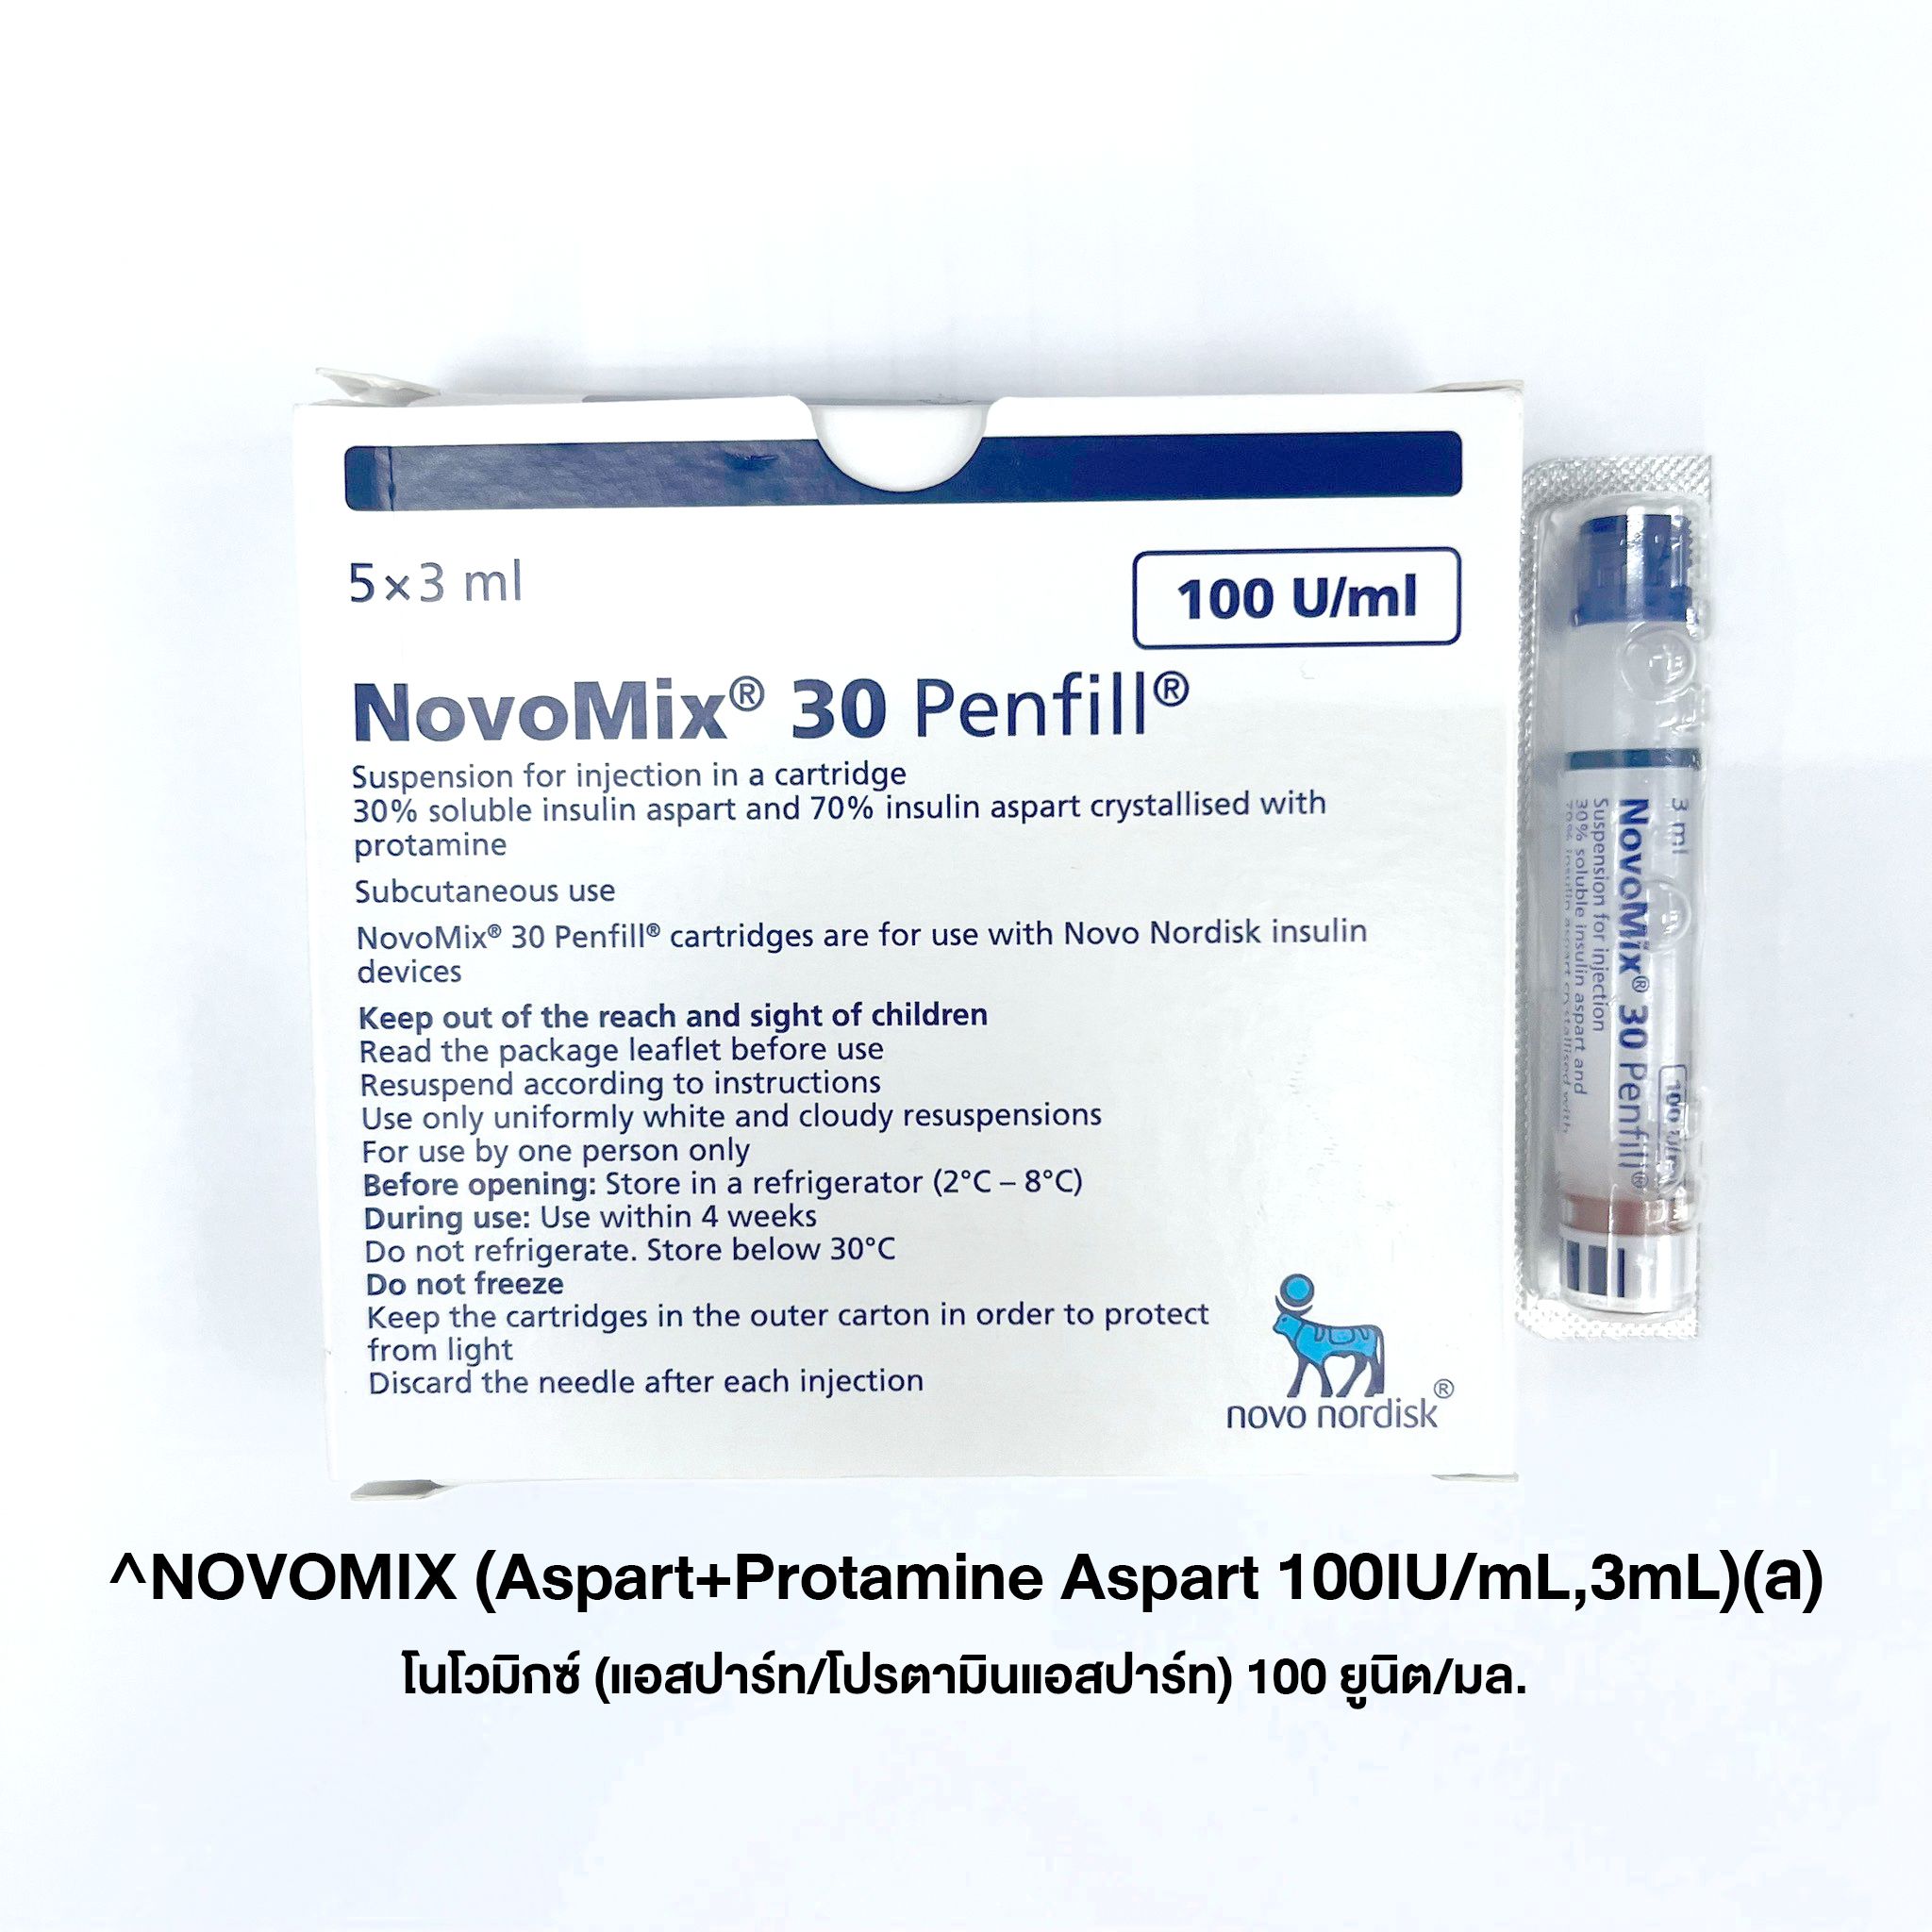 5×3 ml
100 U/ml
NovoMix® 30 Penfill®
Suspension for injection in a cartridge
30% soluble insulin aspart and 70% insulin aspart crystallised with
protamine
Subcutaneous use
NovoMix® 30 Penfill® cartridges are for use with Novo Nordisk insulin
devices
Keep out of the reach and sight of children
Read the package leaflet before use
Resuspend according to instructions
Use only uniformly white and cloudy resuspensions
For use by one person only
Before opening: Store in a refrigerator (2°C – 8°C)
During use: Use within 4 weeks
Do not refrigerate. Store below 30°C
Do not freeze
Keep the cartridges in the outer carton in order to protect
from light
Discard the needle after each injection
novo nordisk®
3 ml
100 U/ml
NovoMix® 30 Penfill®
Suspension for injection
30% soluble insulin aspart and
70% insulin aspart crystallised with
^NOVOMIX (Aspart+Protamine Aspart 100IU/mL,3mL)(ล)
โนโวมิกซ์ (แอสปาร์ท/โปรตามินแอสปาร์ท) 100 ยูนิต/มล.